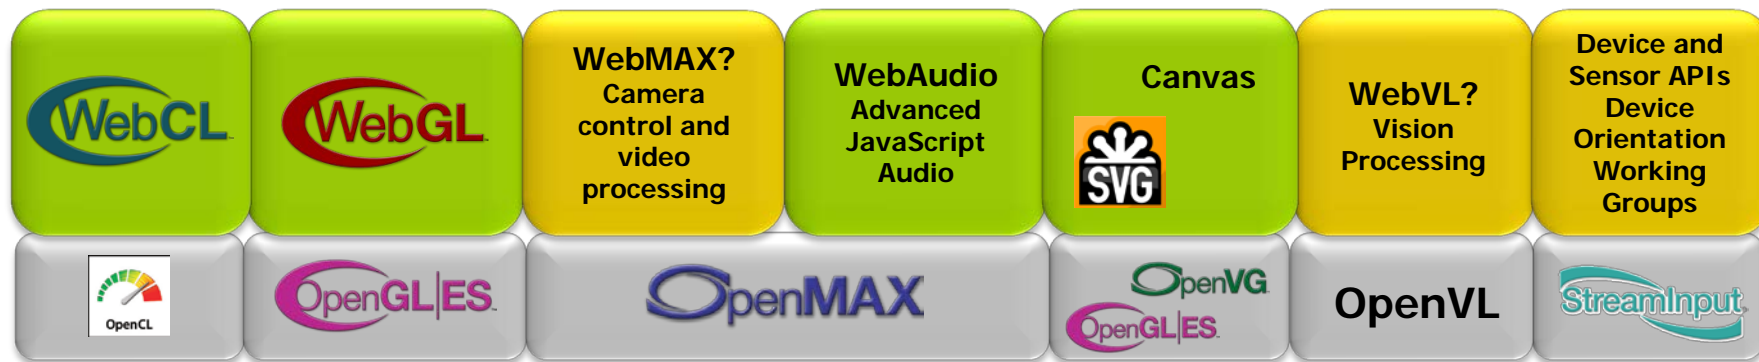 WebCL
WebGL
WebMAX?
Camera
control and
video
processing
WebAudio
Advanced
JavaScript
Audio
Canvas
SVG
WebVL?
Vision
Processing
Device and
Sensor APIs
Device
Orientation
Working
Groups
OpenCL
OpenGL|ES
OpenMAX
OpenVG
OpenGL|ES
OpenVL
StreamInput